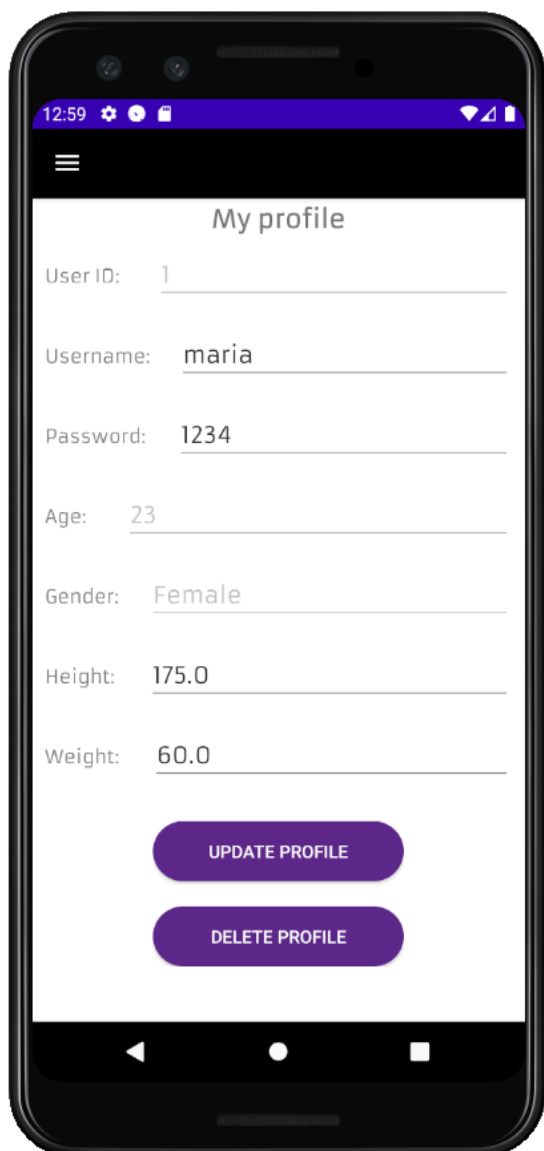 12:59
My profile
User ID: 1
Username: maria
Password: 1234
Age: 23
Gender: Female
Height: 175.0
Weight: 60.0
UPDATE PROFILE
DELETE PROFILE